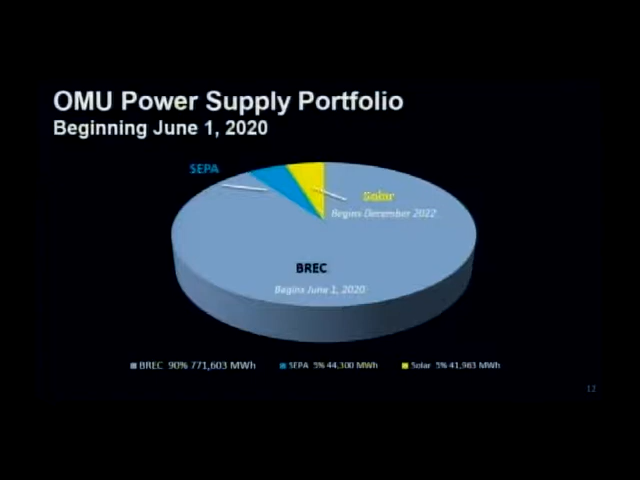 OMU Power Supply Portfolio
Beginning June 1, 2020
SEPA
Solar
Begins December 2022
BREC
Begins June 1, 2020
BREC 90% 771,603 MWh
SEPA 5% 44,300 MWh
Solar 5% 41,963 MWh
12